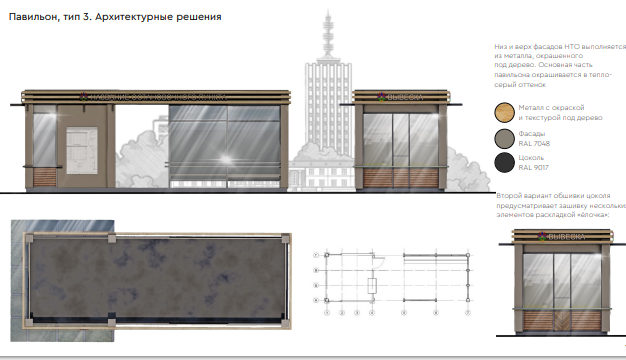 Павильон, тип 3. Архитектурные решения
Низ и верх фасадов НТО выполняется
из металла, окрашенного
под дерево. Основная часть
павильона окрашивается в тепло-
серый оттенок
ВЫВЕСКА
Металл с окраской
и текстурой под дерево
Фасады
RAL 7048
Цоколь
RAL 9017
Второй вариант обшивки цоколя
предусматривает зашивку нескольких
элементов раскладкой «ёлочка»:
ВЫВЕСКА